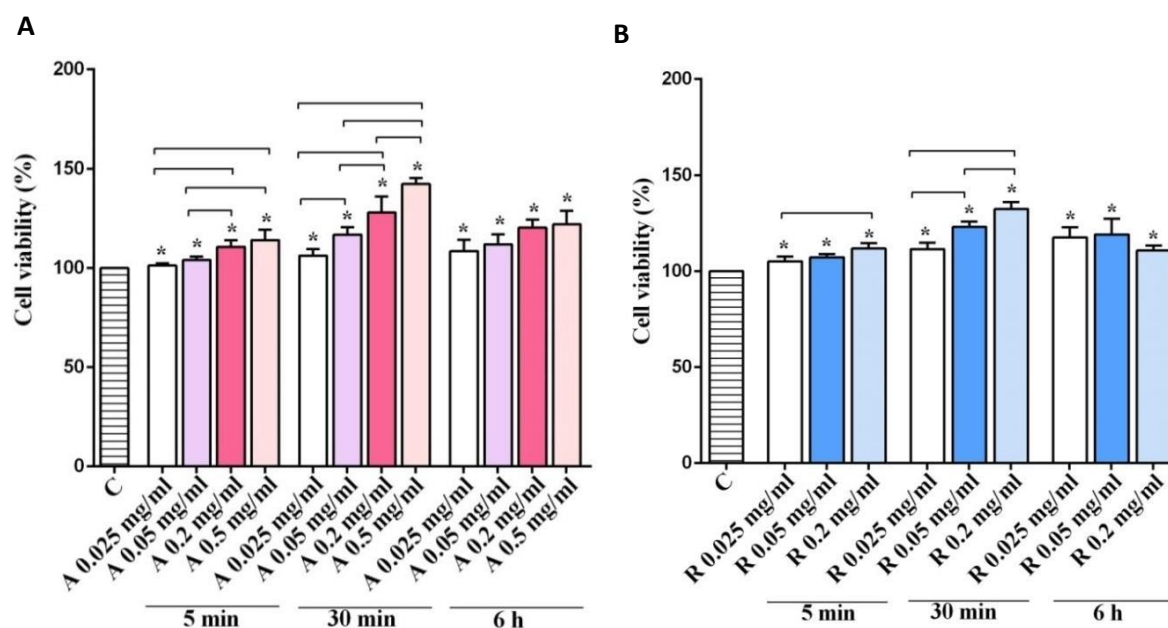 A
200
150
100
50
0
Cell viability (%)
* * * * * * * * * * * *
C
A 0.025 mg/ml
A 0.05 mg/ml
A 0.2 mg/ml
A 0.5 mg/ml
A 0.025 mg/ml
A 0.05 mg/ml
A 0.2 mg/ml
A 0.5 mg/ml
A 0.025 mg/ml
A 0.05 mg/ml
A 0.2 mg/ml
A 0.5 mg/ml
5 min
30 min
6 h
B
200
150
100
50
0
Cell viability (%)
* * * * * * * * *
C
R 0.025 mg/ml
R 0.05 mg/ml
R 0.2 mg/ml
R 0.025 mg/ml
R 0.05 mg/ml
R 0.2 mg/ml
R 0.025 mg/ml
R 0.05 mg/ml
R 0.2 mg/ml
5 min
30 min
6 h